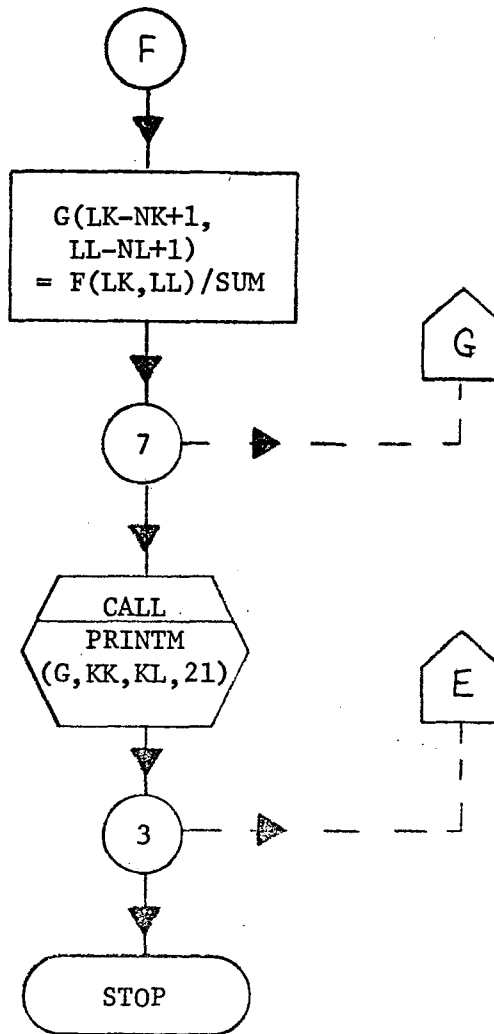 F
G(LK-NK+1,
LL-NL+1)
= F(LK,LL)/SUM
G
7
CALL
PRINTM
(G,KK,KL,21)
E
3
STOP